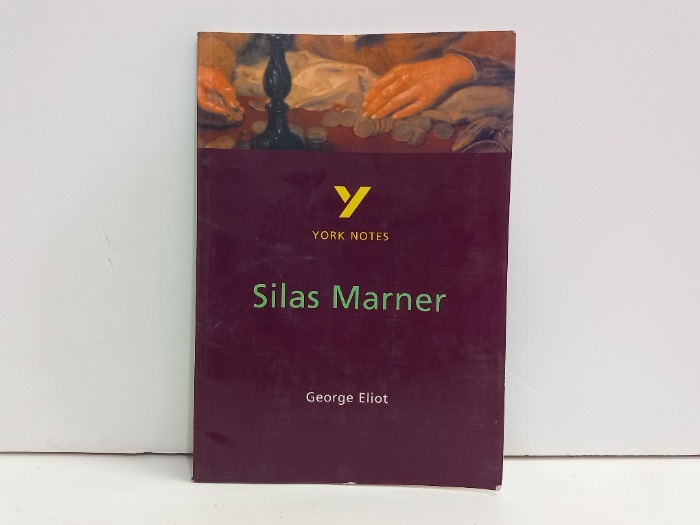 Y
YORK NOTES
Silas Marner
George Eliot